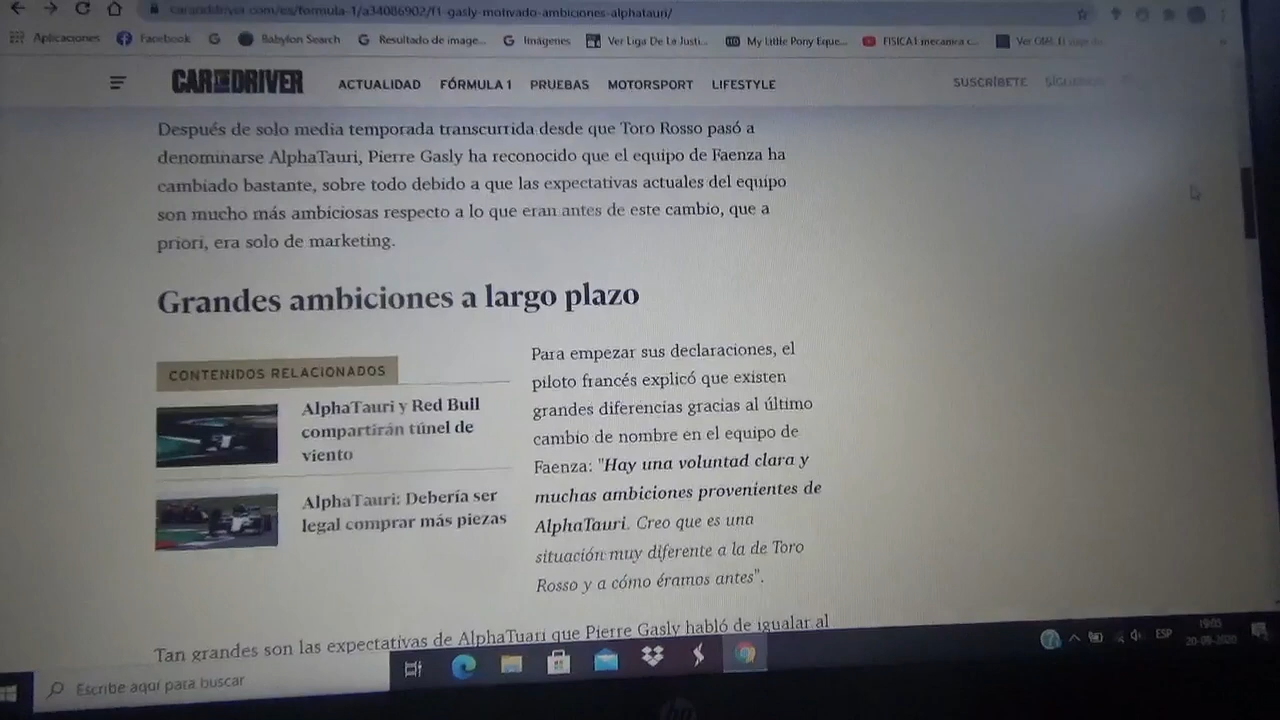 caranddriver.com/es/formula-1/a34086902/f1-gasly-motivado-ambiciones-alphatauri/
Aplicaciones Facebook Babylon Search Resultado de image... Imágenes Ver Liga De La Justi... My Little Pony Eque... FISICA I mecanica c...
CAR AND DRIVER ACTUALIDAD FÓRMULA 1 PRUEBAS MOTORSPORT LIFESTYLE SUSCRÍBETE
Después de solo media temporada transcurrida desde que Toro Rosso pasó a
denominarse AlphaTauri, Pierre Gasly ha reconocido que el equipo de Faenza ha
cambiado bastante, sobre todo debido a que las expectativas actuales del equipo
son mucho más ambiciosas respecto a lo que eran antes de este cambio, que a
priori, era solo de marketing.
Grandes ambiciones a largo plazo
CONTENIDOS RELACIONADOS
AlphaTauri y Red Bull
compartirán túnel de
viento
AlphaTauri: Debería ser
legal comprar más piezas
Para empezar sus declaraciones, el
piloto francés explicó que existen
grandes diferencias gracias al último
cambio de nombre en el equipo de
Faenza: "Hay una voluntad clara y
muchas ambiciones provenientes de
AlphaTauri. Creo que es una
situación muy diferente a la de Toro
Rosso y a cómo éramos antes".
Tan grandes son las expectativas de AlphaTuari que Pierre Gasly habló de igualar al
Escribe aquí para buscar
ESP
19:05
hp